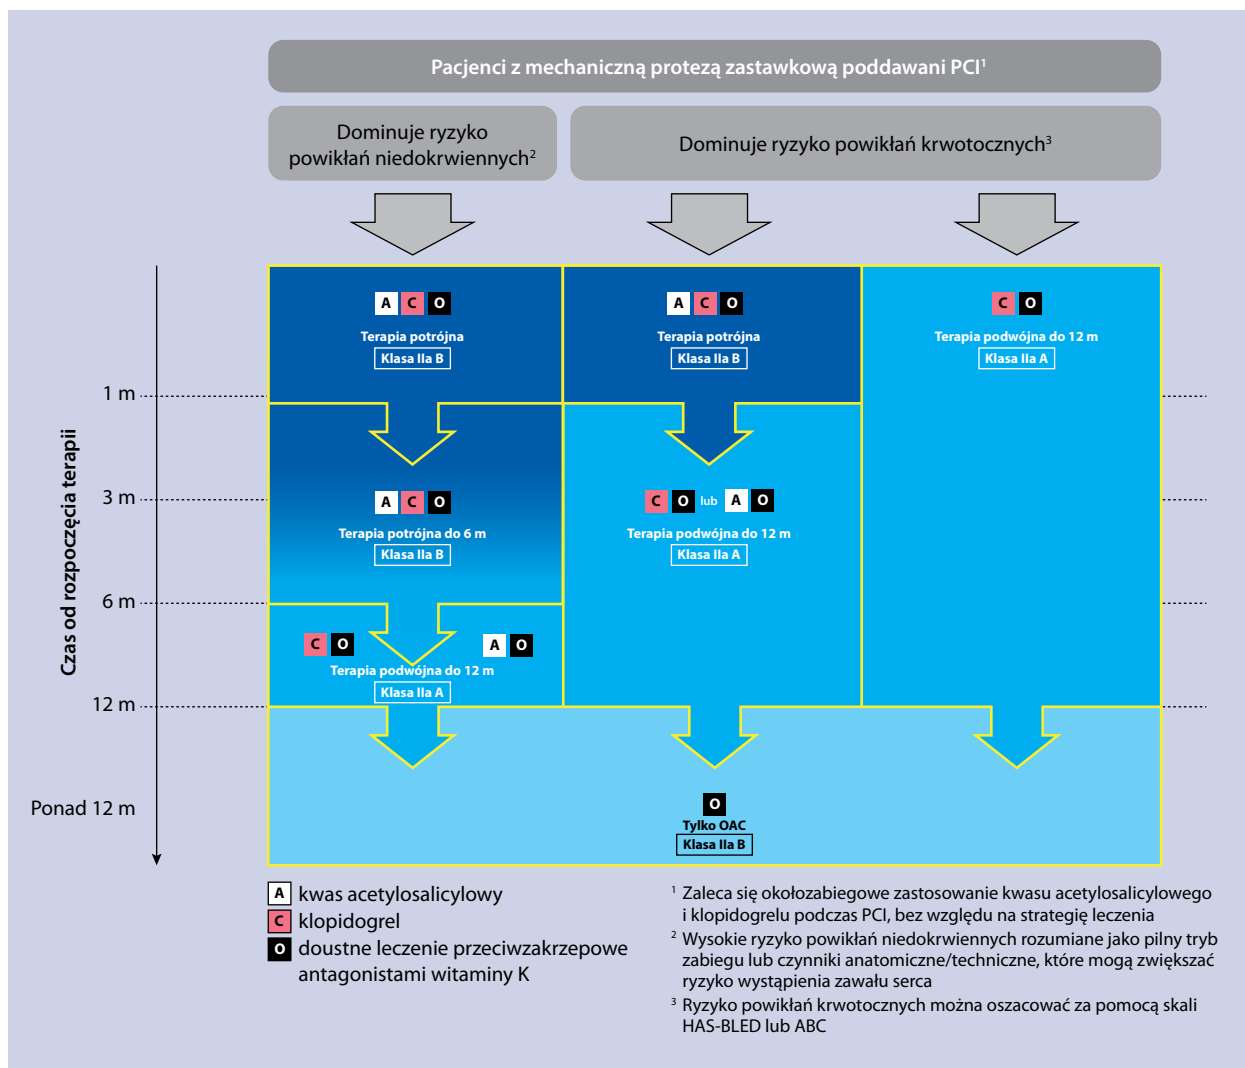 Pacjenci z mechaniczną protezą zastawkową poddawani PCI¹
Dominuje ryzyko
powikłań niedokrwiennych²
Dominuje ryzyko powikłań krwotocznych³
A C O
Terapia potrójna
Klasa IIa B
A C O
Terapia potrójna
Klasa IIa B
C O
Terapia podwójna do 12 m
Klasa IIa A
Czas od rozpoczęcia terapii
1 m
3 m
6 m
12 m
Ponad 12 m
A C O
Terapia potrójna do 6 m
Klasa IIa B
C O lub A O
Terapia podwójna do 12 m
Klasa IIa A
C O A O
Terapia podwójna do 12 m
Klasa IIa A
O
Tylko OAC
Klasa IIa B
A kwas acetylosalicylowy
C klopidogrel
O doustne leczenie przeciwzakrzepowe
antagonistami witaminy K
¹ Zaleca się okołozabiegowe zastosowanie kwasu acetylosalicylowego
i klopidogrelu podczas PCI, bez względu na strategię leczenia
² Wysokie ryzyko powikłań niedokrwiennych rozumiane jako pilny tryb
zabiegu lub czynniki anatomiczne/techniczne, które mogą zwiększać
ryzyko wystąpienia zawału serca
³ Ryzyko powikłań krwotocznych można oszacować za pomocą skali
HAS-BLED lub ABC